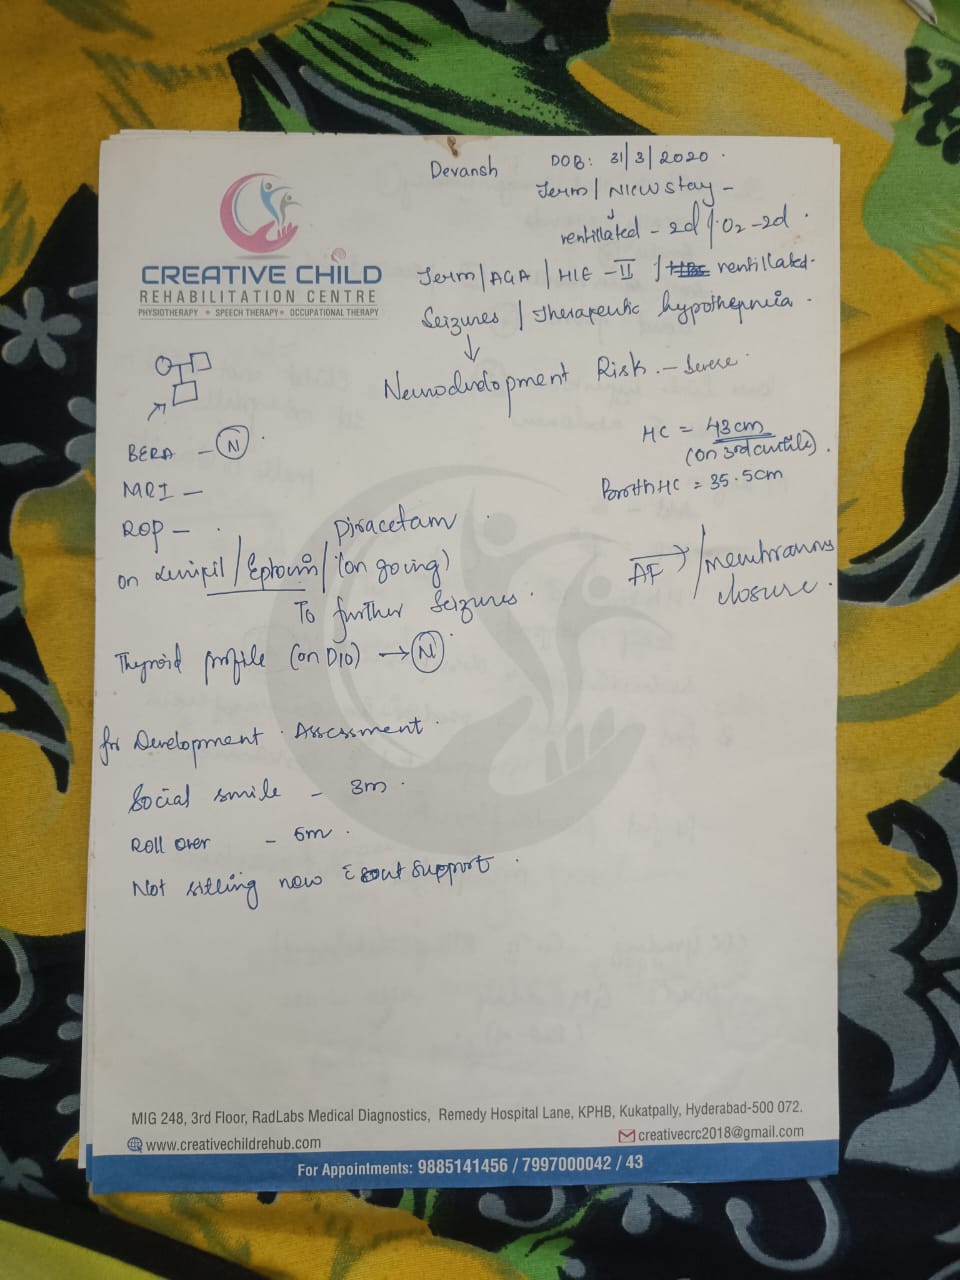 Devansh DOB: 31/3/2020.
Term/ NICU stay -
ventillated - 2d / O2 - 2d.
CREATIVE CHILD
REHABILITATION CENTRE
PHYSIOTHERAPY • SPEECH THERAPY • OCCUPATIONAL THERAPY
Term/AGA/HIE-II / ventillated.
Seizures / Therapeutic hypothermia.
Neurodevelopment Risk. - Severe.
HC = 43cm
(on 3rd centile).
Birth HC = 35.5cm
BERA - N.
MRI -
ROP - .
Piracetam
on Levipil/Eptoin/(on going)
To further seizures.
AF → /membranous
closure.
Thyroid profile (on D10) → N.
for Development Assessment.
Social smile - 3m.
Roll over - 6m.
Not sitting now c out support.
MIG 248, 3rd Floor, RadLabs Medical Diagnostics, Remedy Hospital Lane, KPHB, Kukatpally, Hyderabad-500 072.
www.creativechildrehub.com creativecrc2018@gmail.com
For Appointments: 9885141456 / 7997000042 / 43